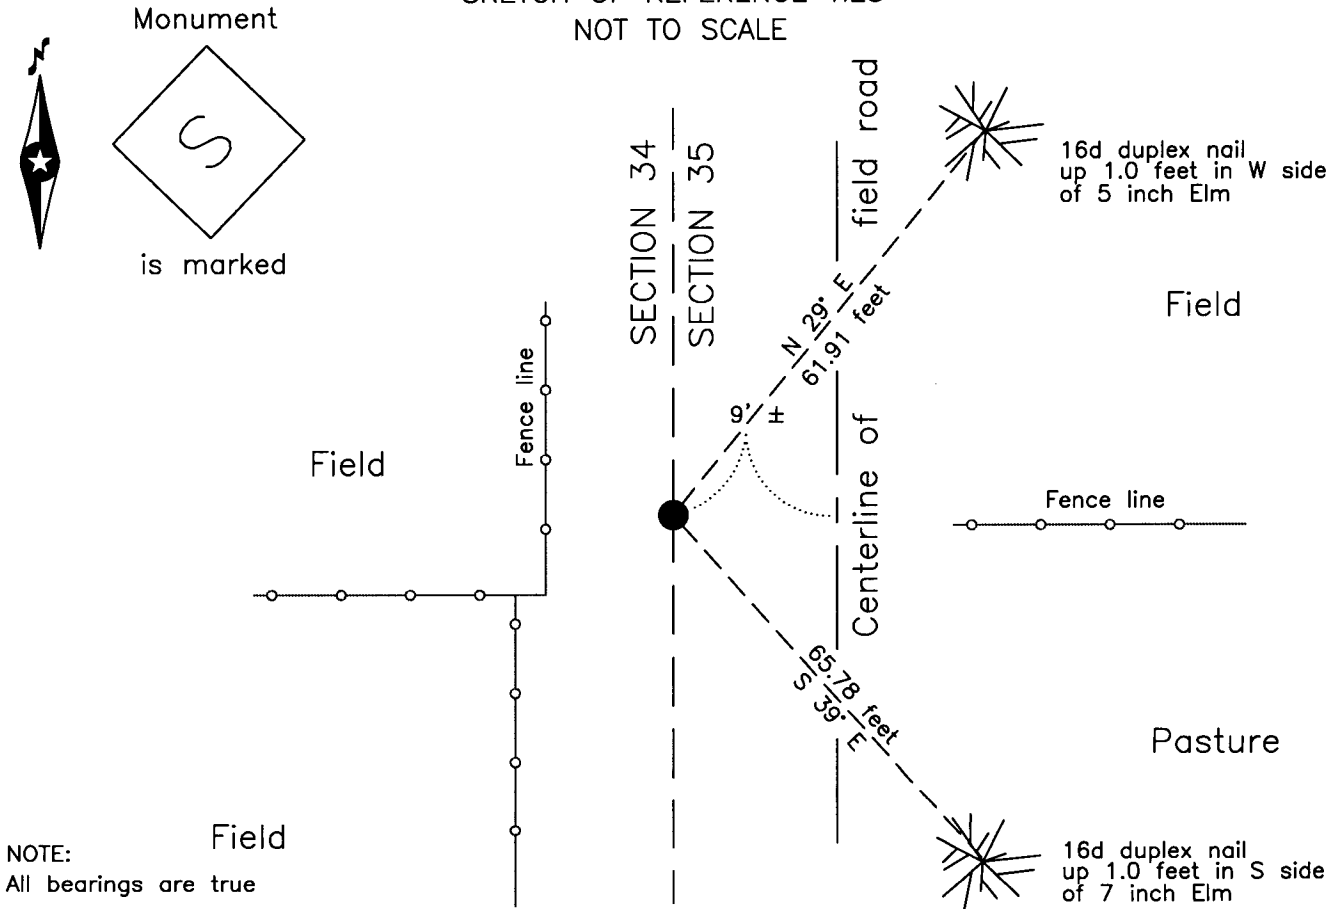 NOT TO SCALE
Monument
N
S
is marked
SECTION 34
SECTION 35
Centerline of field road
16d duplex nail
up 1.0 feet in W side
of 5 inch Elm
N 29° E
61.91 feet
Field
Fence line
9' ±
Field
Fence line
65.78 feet
S 39° E
Pasture
Field
16d duplex nail
up 1.0 feet in S side
of 7 inch Elm
NOTE:
All bearings are true